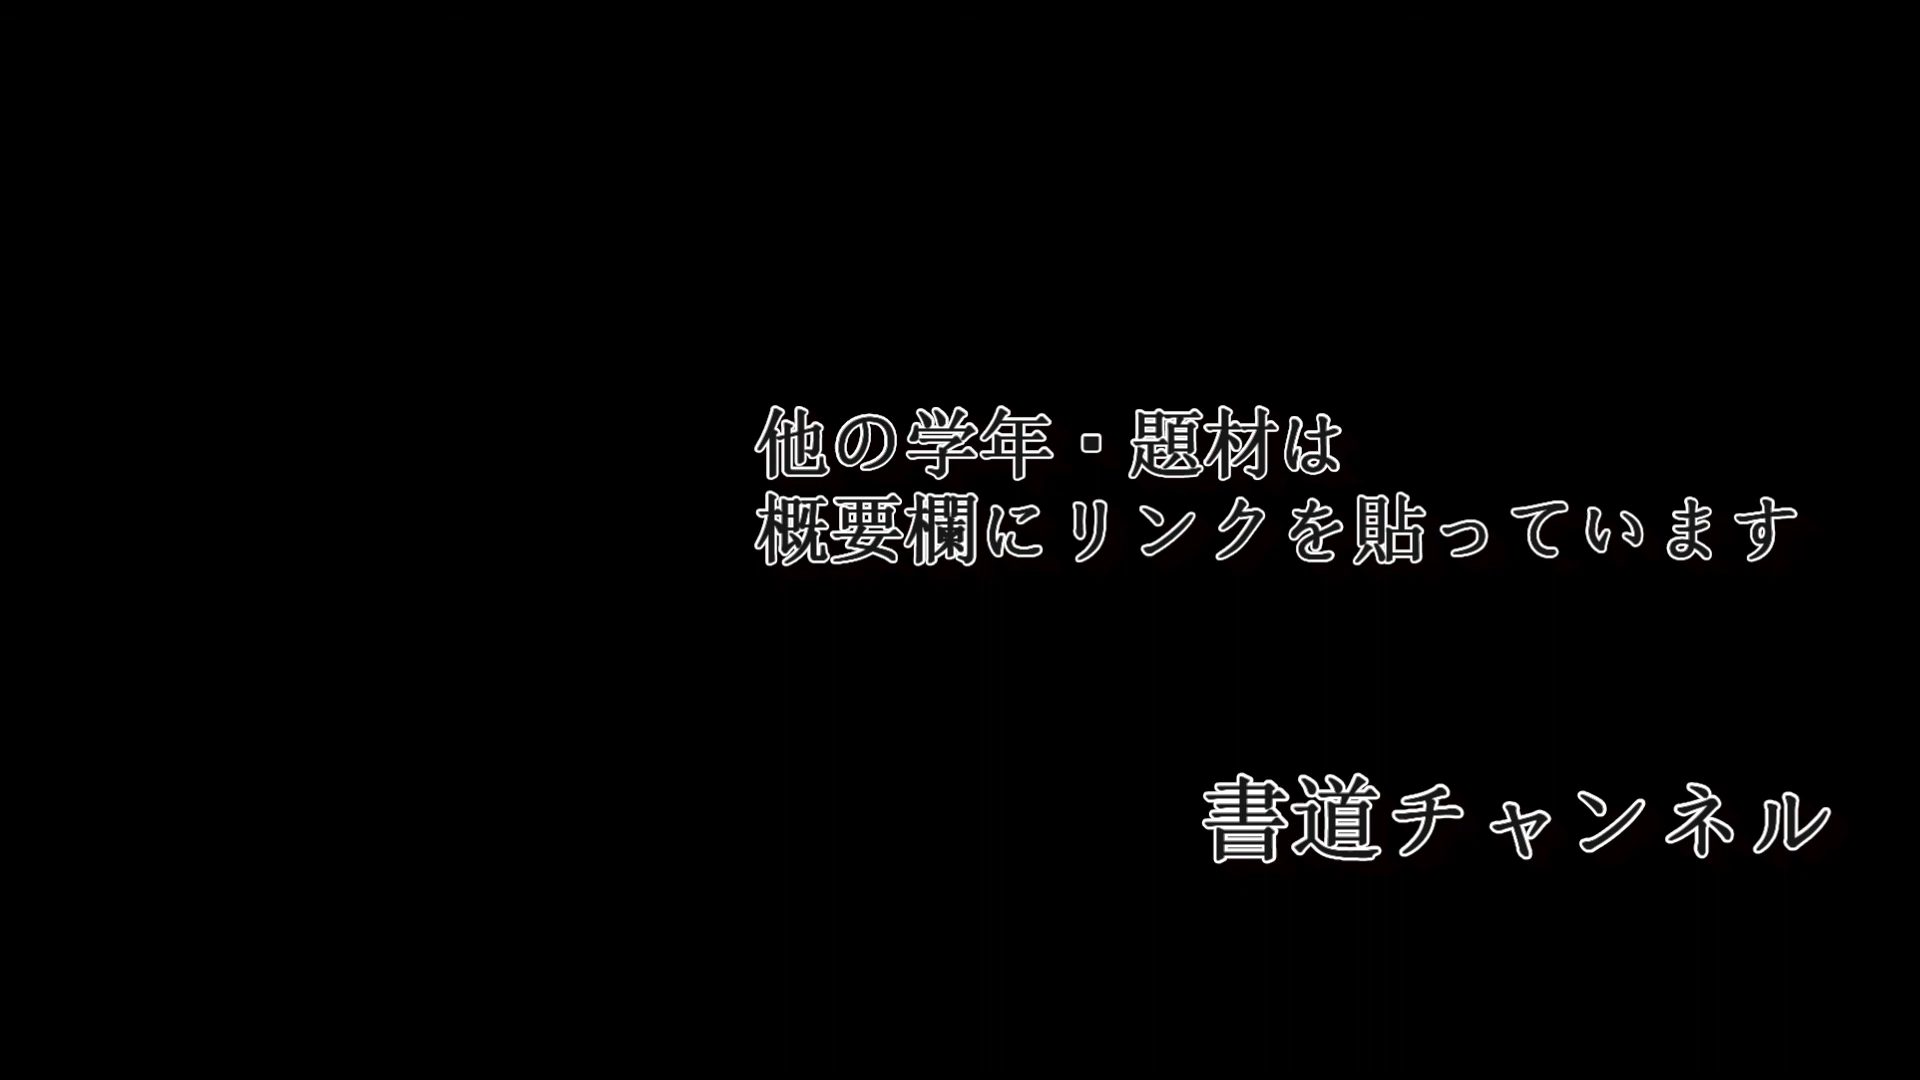 他の学年・題材は
概要欄にリンクを貼っています
書道チャンネル